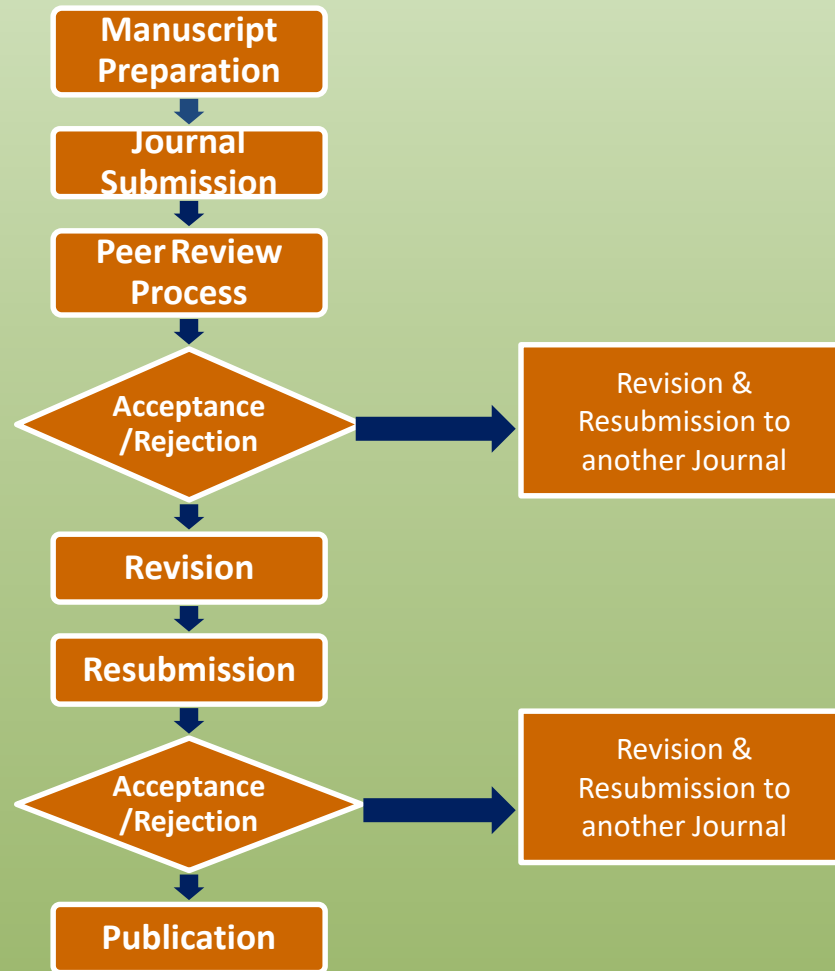 Manuscript
Preparation
Journal
Submission
Peer Review
Process
Acceptance
/Rejection
Revision &
Resubmission to
another Journal
Revision
Resubmission
Acceptance
/Rejection
Revision &
Resubmission to
another Journal
Publication